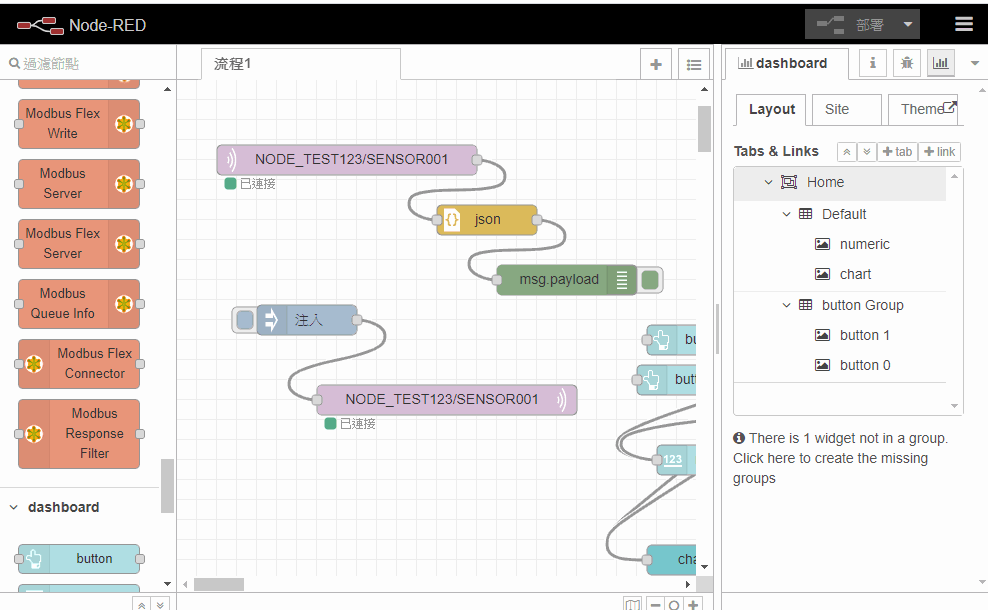 Node-RED
部署
過濾節點
Modbus Flex
Write
Modbus
Server
Modbus Flex
Server
Modbus
Queue Info
Modbus Flex
Connector
Modbus
Response
Filter
dashboard
button
流程1
NODE_TEST123/SENSOR001
已連接
json
msg.payload
注入
NODE_TEST123/SENSOR001
已連接
bu
butt
123
cha
dashboard
Layout
Site
Theme
Tabs & Links
tab
link
Home
Default
numeric
chart
button Group
button 1
button 0
There is 1 widget not in a group.
Click here to create the missing
groups